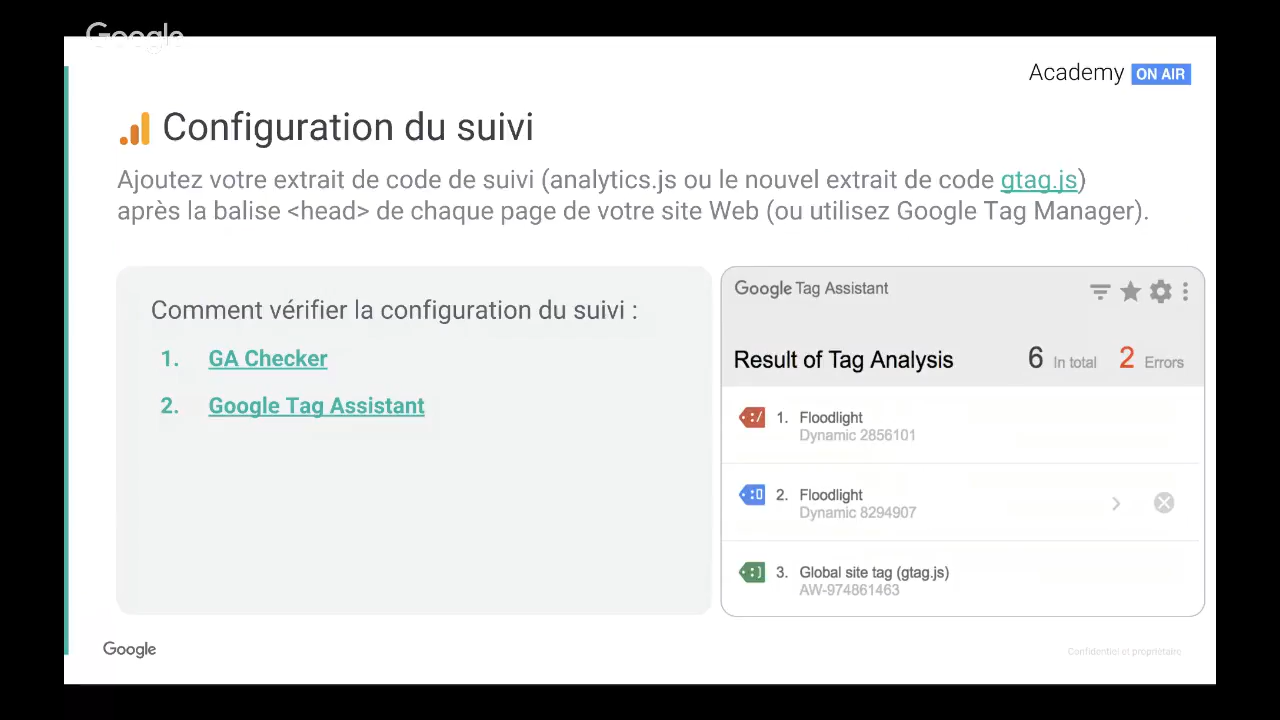 Google
Academy ON AIR
Configuration du suivi
Ajoutez votre extrait de code de suivi (analytics.js ou le nouvel extrait de code gtag.js)
après la balise <head> de chaque page de votre site Web (ou utilisez Google Tag Manager).
Comment vérifier la configuration du suivi :
1. GA Checker
2. Google Tag Assistant
Google Tag Assistant
Result of Tag Analysis 6 In total 2 Errors
1. Floodlight
Dynamic 2856101
2. Floodlight
Dynamic 8294907
3. Global site tag (gtag.js)
AW-974861463
Google
Confidentiel et propriétaire